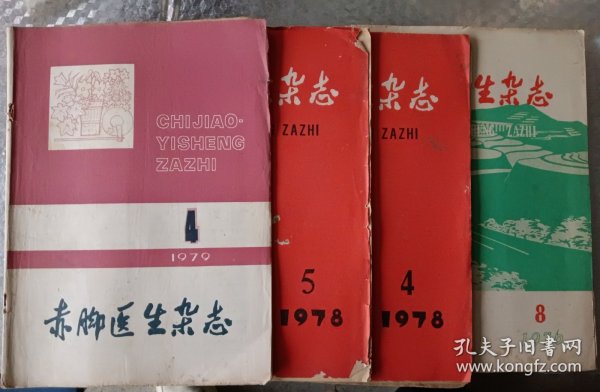 CHIJIAO·
YISHENG
ZAZHI
4
1979
赤脚医生杂志
杂志
ZAZHI
5
1978
杂志
ZAZHI
4
1978
生杂志
ZAZHI
8
孔夫子旧书网
www.kongfz.com